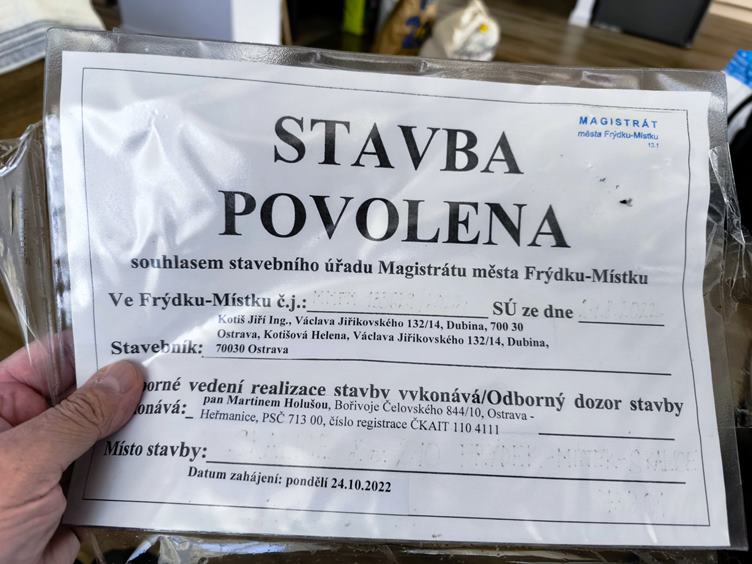 MAGISTRÁT
města Frýdku-Místku
13.1
STAVBA
POVOLENA
souhlasem stavebního úřadu Magistrátu města Frýdku-Místku
Ve Frýdku-Místku č.j.: SÚ ze dne
Kotiš Jiří Ing., Václava Jiřikovského 132/14, Dubina, 700 30
Ostrava, Kotišová Helena, Václava Jiřikovského 132/14, Dubina,
Stavebník: 70030 Ostrava
vedení realizace stavby vykonává/Odborný dozor stavby
pan Martinem Holušou, Bořivoje Čelovského 844/10, Ostrava -
Heřmanice, PSČ 713 00, číslo registrace ČKAIT 110 4111
Místo stavby:
Datum zahájení: pondělí 24.10.2022